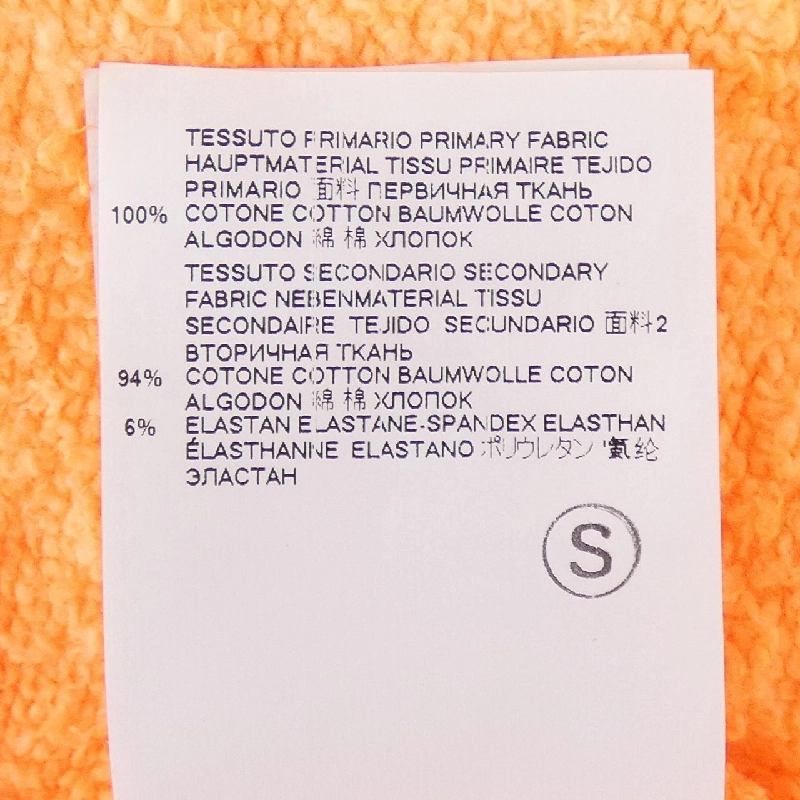 TESSUTO PRIMARIO PRIMARY FABRIC
HAUPTMATERIAL TISSU PRIMAIRE TEJIDO
PRIMARIO 面料 ПЕРВИЧНАЯ ТКАНЬ
100% COTONE COTTON BAUMWOLLE COTON
ALGODON 綿 棉 ХЛОПОК
TESSUTO SECONDARIO SECONDARY
FABRIC NEBENMATERIAL TISSU
SECONDAIRE TEJIDO SECUNDARIO 面料2
ВТОРИЧНАЯ ТКАНЬ
94% COTONE COTTON BAUMWOLLE COTON
ALGODON 綿 棉 ХЛОПОК
6% ELASTAN ELASTANE-SPANDEX ELASTHAN
ÉLASTHANNE ELASTANO ポリウレタン '氨纶
ЭЛАСТАН
S